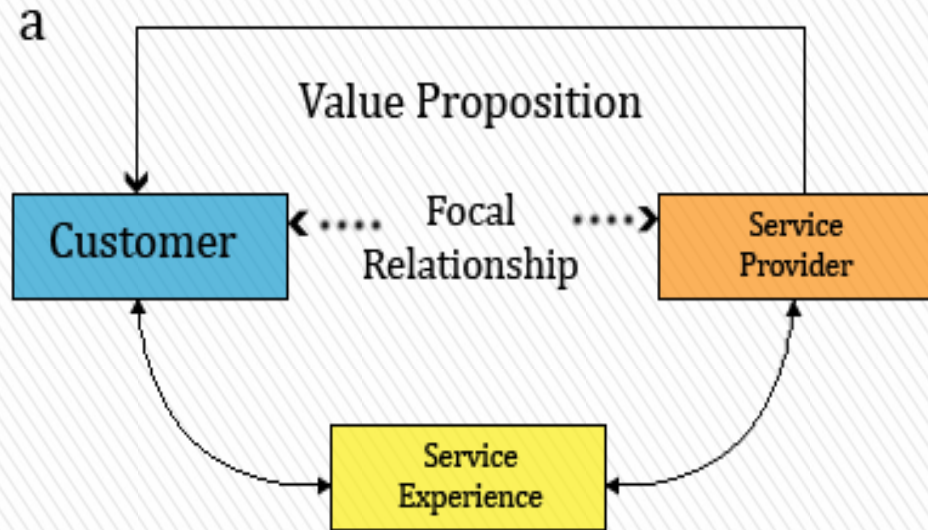 a
Value Proposition
Customer
Focal
Relationship
Service
Provider
Service
Experience